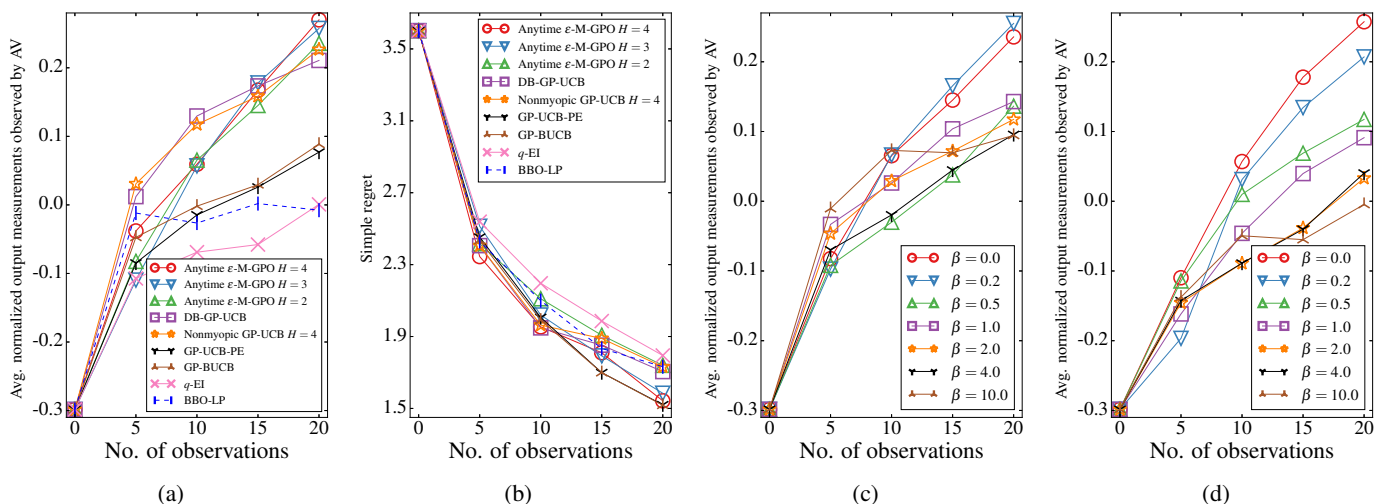 Avg. normalized output measurements observed by AV
0.2
0.1
0.0
-0.1
-0.2
-0.3
0 5 10 15 20
No. of observations
Anytime ε-M-GPO H = 4
Anytime ε-M-GPO H = 3
Anytime ε-M-GPO H = 2
DB-GP-UCB
Nonmyopic GP-UCB H = 4
GP-UCB-PE
GP-BUCB
q-EI
BBO-LP
(a)
Simple regret
3.5
3.1
2.7
2.3
1.9
1.5
0 5 10 15 20
No. of observations
Anytime ε-M-GPO H = 4
Anytime ε-M-GPO H = 3
Anytime ε-M-GPO H = 2
DB-GP-UCB
Nonmyopic GP-UCB H = 4
GP-UCB-PE
GP-BUCB
q-EI
BBO-LP
(b)
Avg. normalized output measurements observed by AV
0.2
0.1
0.0
-0.1
-0.2
-0.3
0 5 10 15 20
No. of observations
β = 0.0
β = 0.2
β = 0.5
β = 1.0
β = 2.0
β = 4.0
β = 10.0
(c)
Avg. normalized output measurements observed by AV
0.2
0.1
0.0
-0.1
-0.2
-0.3
0 5 10 15 20
No. of observations
β = 0.0
β = 0.2
β = 0.5
β = 1.0
β = 2.0
β = 4.0
β = 10.0
(d)